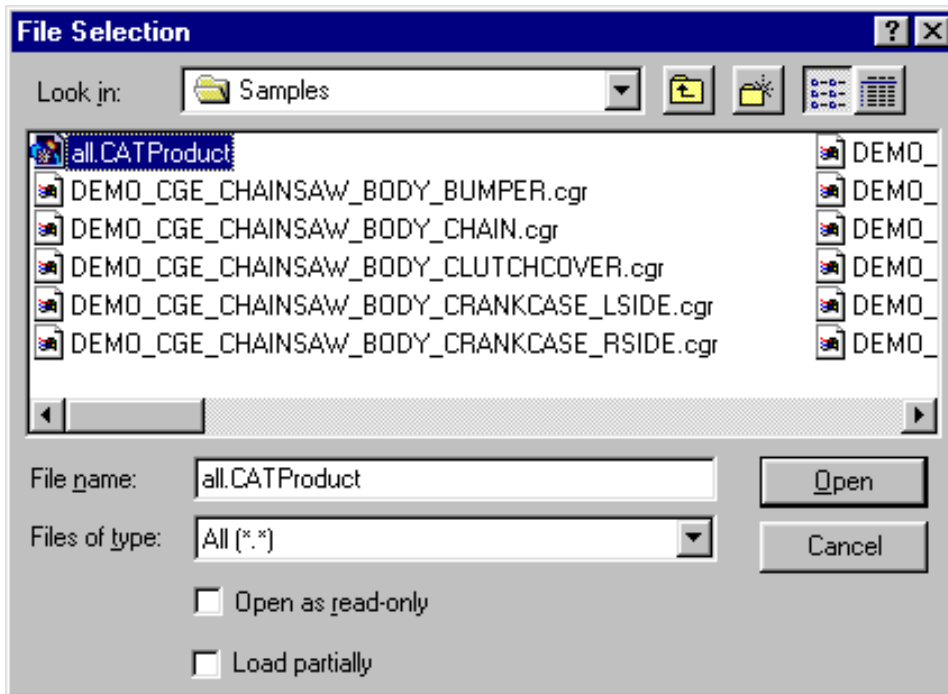 File Selection
Look in: Samples
all.CATProduct
DEMO_CGE_CHAINSAW_BODY_BUMPER.cgr
DEMO_CGE_CHAINSAW_BODY_CHAIN.cgr
DEMO_CGE_CHAINSAW_BODY_CLUTCHCOVER.cgr
DEMO_CGE_CHAINSAW_BODY_CRANKCASE_LSIDE.cgr
DEMO_CGE_CHAINSAW_BODY_CRANKCASE_RSIDE.cgr
DEMO_
DEMO_
DEMO_
DEMO_
DEMO_
DEMO_
File name: all.CATProduct
Open
Files of type: All (*.*)
Cancel
Open as read-only
Load partially